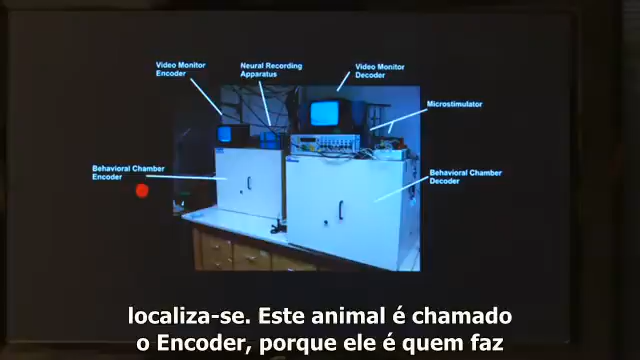 Video Monitor
Encoder
Neural Recording
Apparatus
Video Monitor
Decoder
Microstimulator
Behavioral Chamber
Encoder
Behavioral Chamber
Decoder
localiza-se. Este animal é chamado
o Encoder, porque ele é quem faz